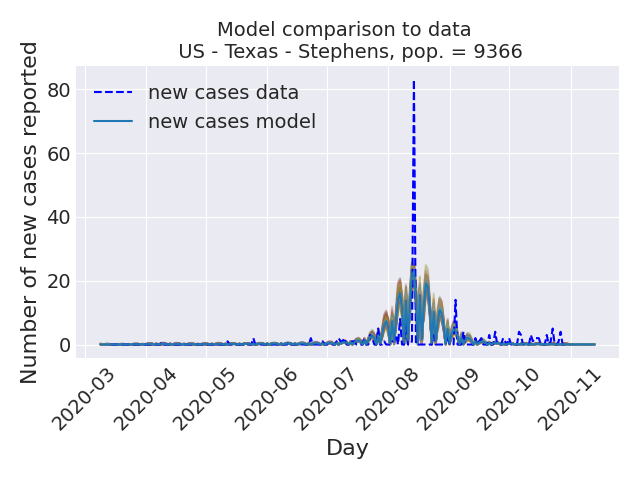 Model comparison to data
US - Texas - Stephens, pop. = 9366
Number of new cases reported
80
60
40
20
0
new cases data
new cases model
2020-03
2020-04
2020-05
2020-06
2020-07
2020-08
2020-09
2020-10
2020-11
Day